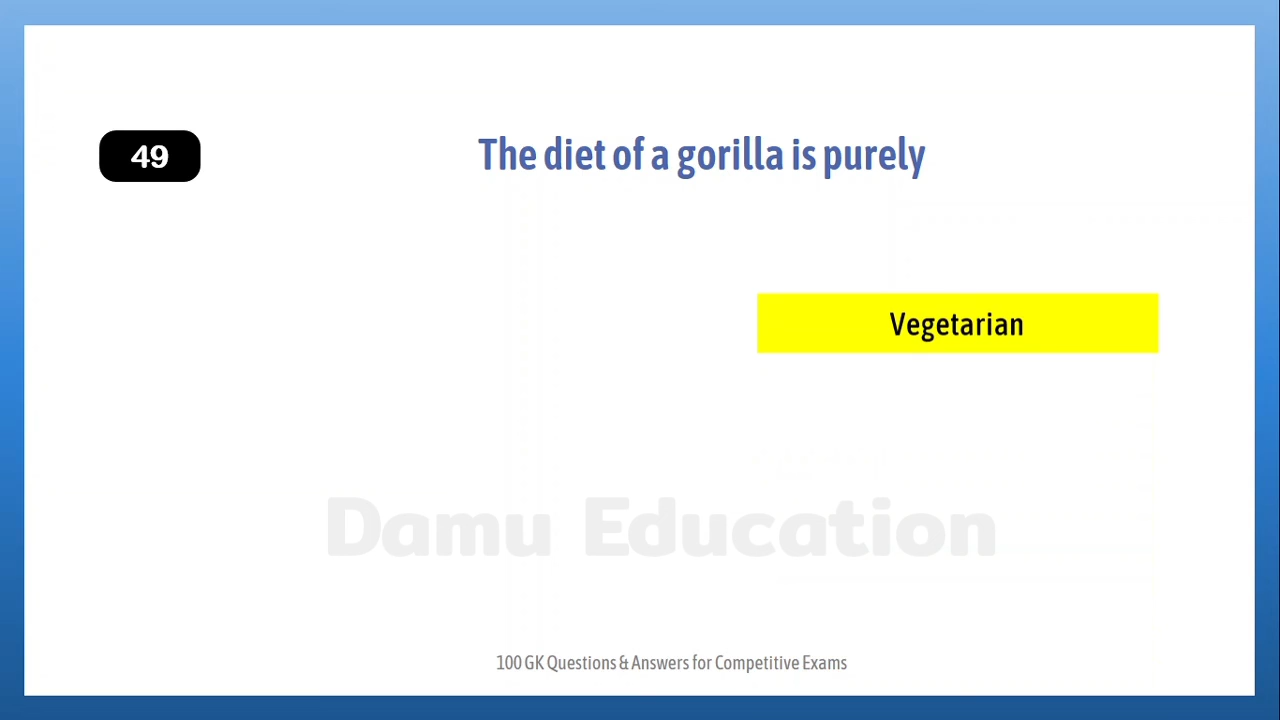 49
The diet of a gorilla is purely
Vegetarian
Damu Education
100 GK Questions & Answers for Competitive Exams